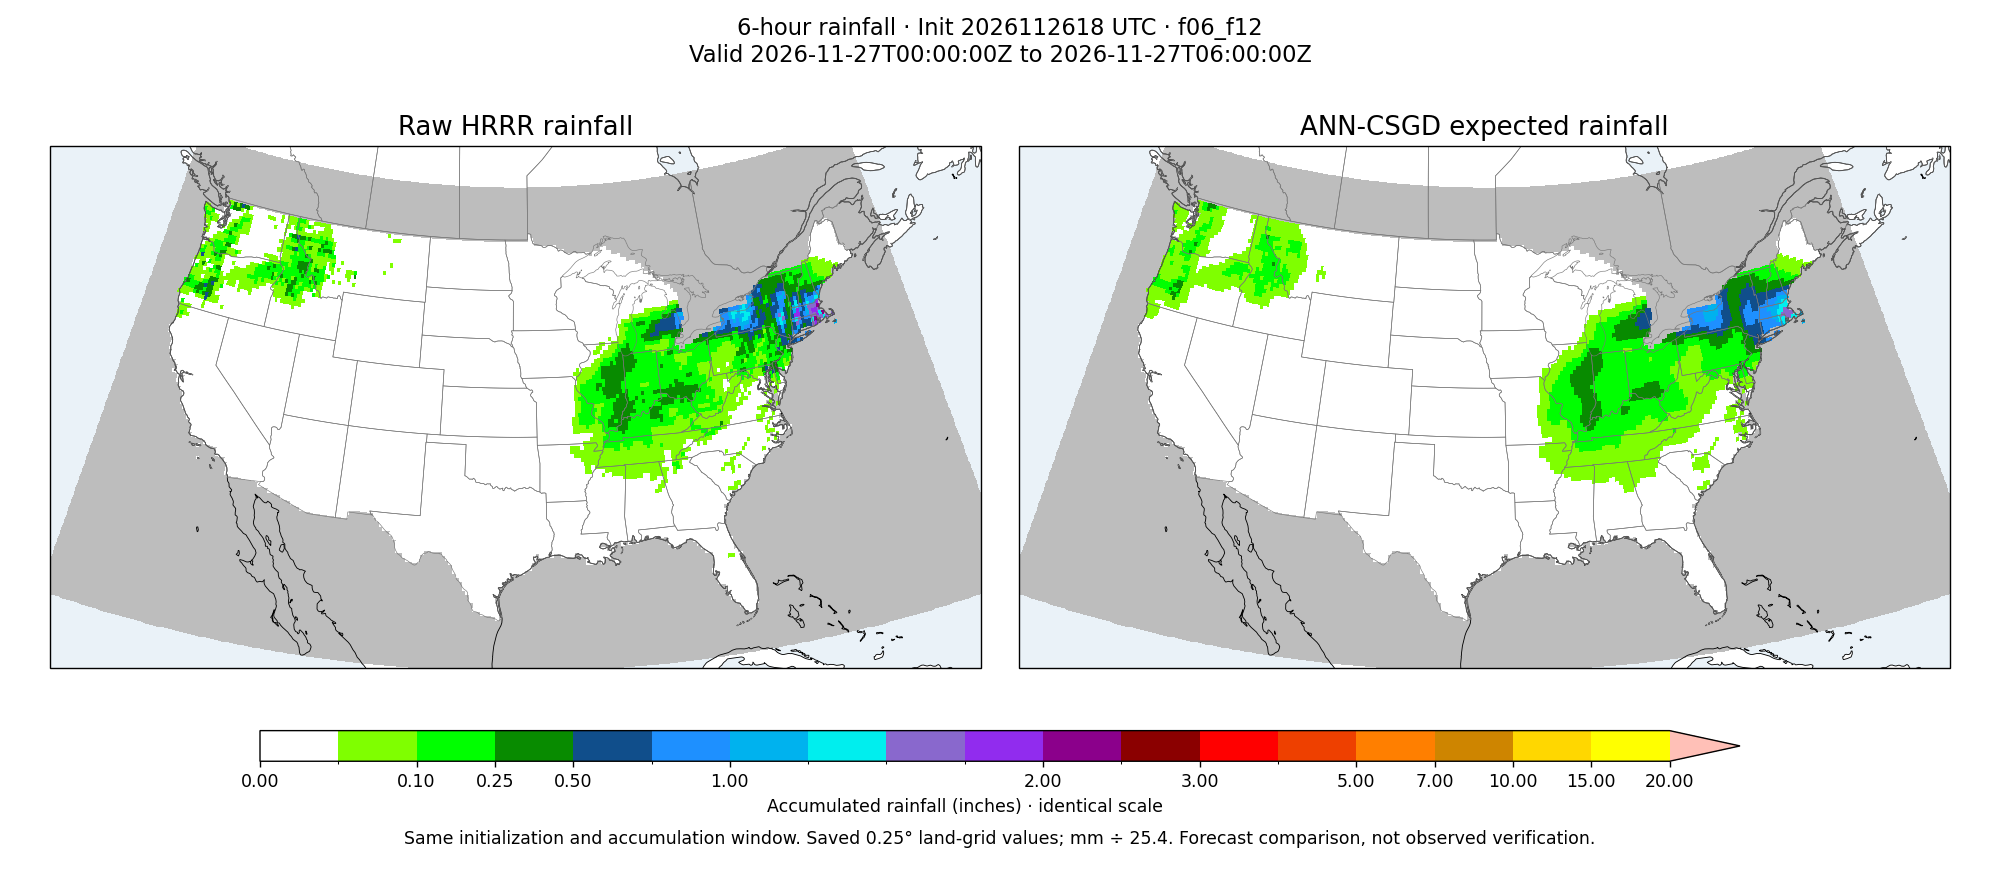 6-hour rainfall · Init 2026112618 UTC · f06_f12
Valid 2026-11-27T00:00:00Z to 2026-11-27T06:00:00Z
Raw HRRR rainfall
ANN-CSGD expected rainfall
0.00 0.10 0.25 0.50 1.00 2.00 3.00 5.00 7.00 10.00 15.00 20.00
Accumulated rainfall (inches) · identical scale
Same initialization and accumulation window. Saved 0.25° land-grid values; mm ÷ 25.4. Forecast comparison, not observed verification.